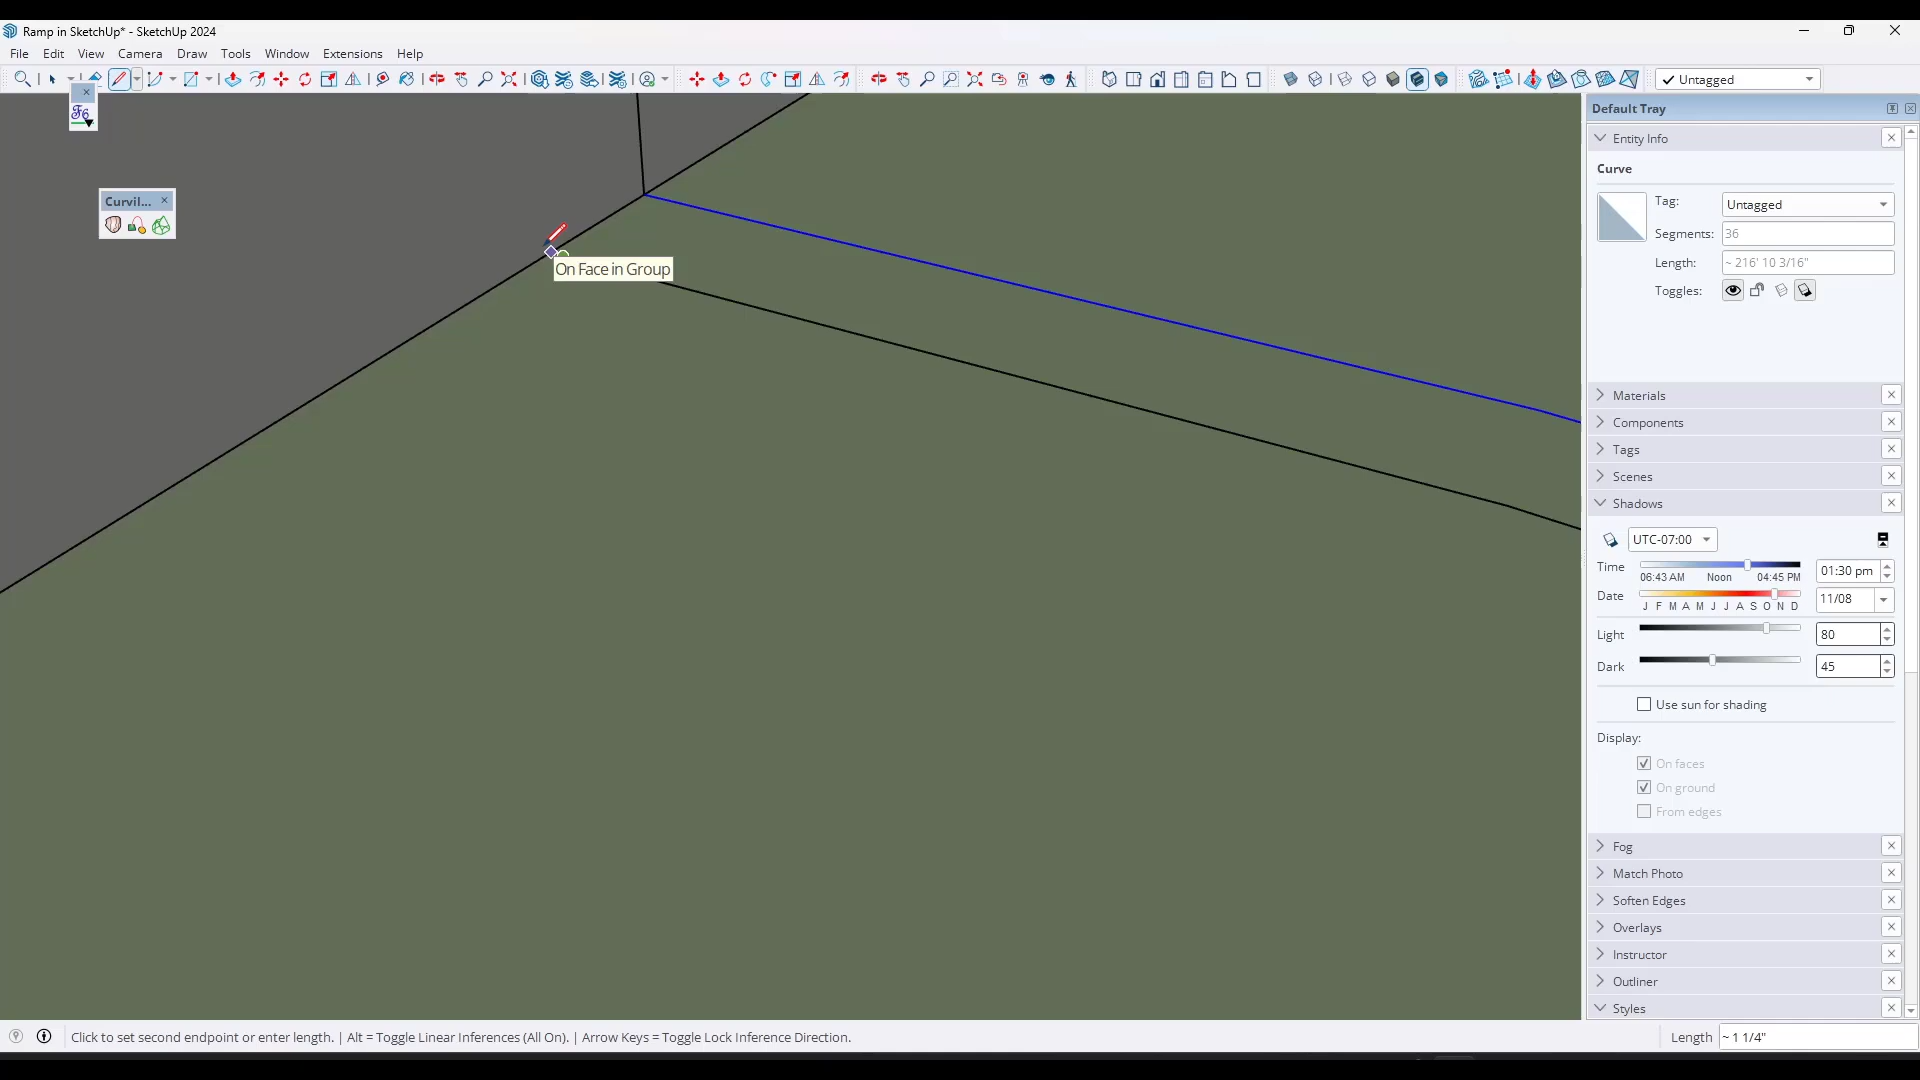 Ramp in SketchUp* - SketchUp 2024
File Edit View Camera Draw Tools Window Extensions Help
Untagged
Default Tray
Entity Info
Curve
Tag: Untagged
Segments: 36
Length: ~ 216' 10 3/16"
Toggles:
Curvil...
On Face in Group
Materials
Components
Tags
Scenes
Shadows
UTC-07:00
Time 01:30 pm
06:43 AM Noon 04:45 PM
Date 11/08
J F M A M J J A S O N D
Light 80
Dark 45
Use sun for shading
Display:
On faces
On ground
From edges
Fog
Match Photo
Soften Edges
Overlays
Instructor
Outliner
Styles
Click to set second endpoint or enter length. | Alt = Toggle Linear Inferences (All On). | Arrow Keys = Toggle Lock Inference Direction.
Length ~ 1 1/4"